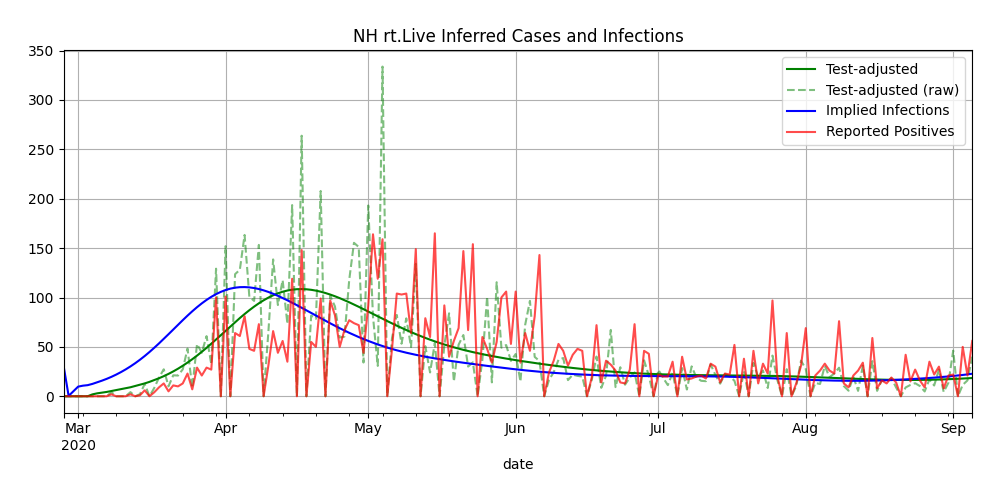 NH rt.Live Inferred Cases and Infections
350
300
250
200
150
100
50
0
Test-adjusted
Test-adjusted (raw)
Implied Infections
Reported Positives
Mar Apr May Jun Jul Aug Sep
2020
date